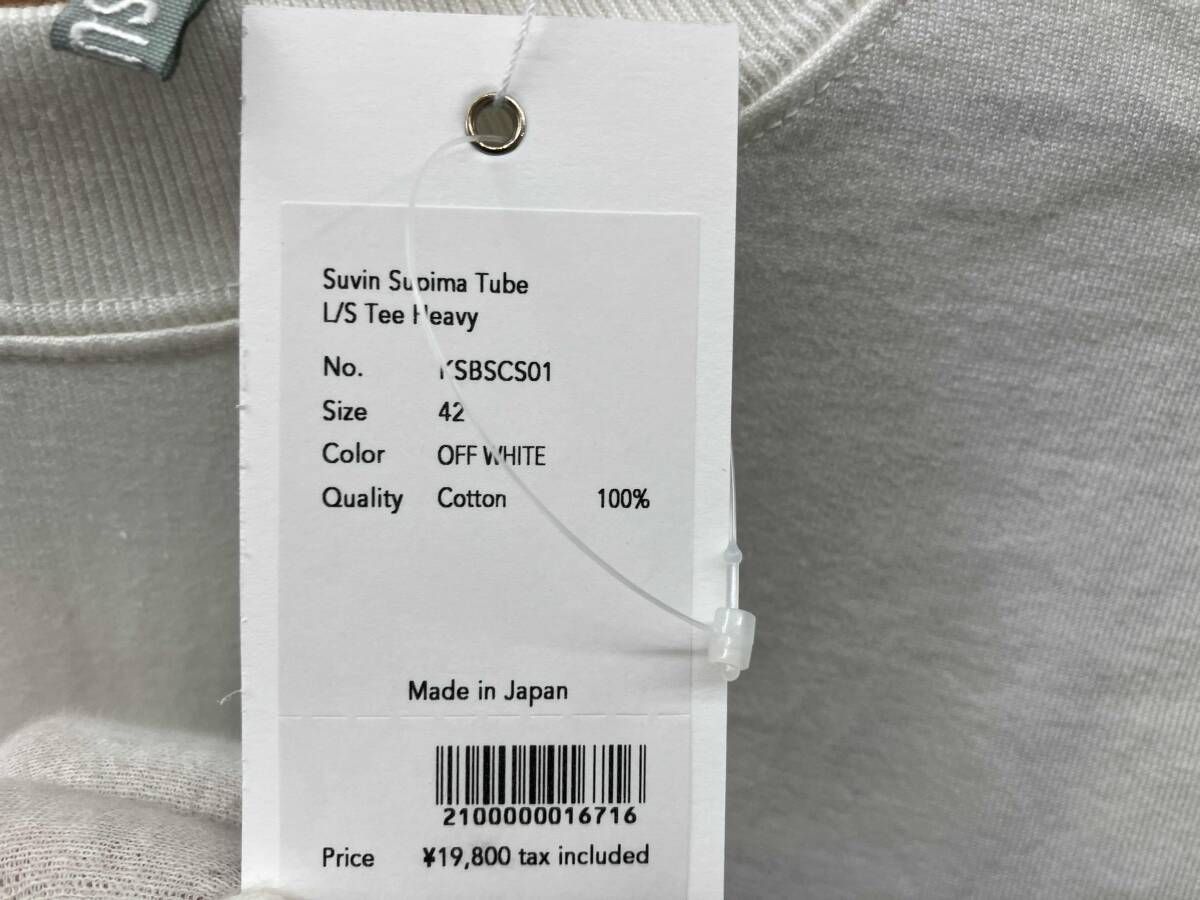 Suvin Supima Tube
L/S Tee Heavy
No. KSBSCS01
Size 42
Color OFF WHITE
Quality Cotton 100%
Made in Japan
2100000016716
Price ¥19,800 tax included